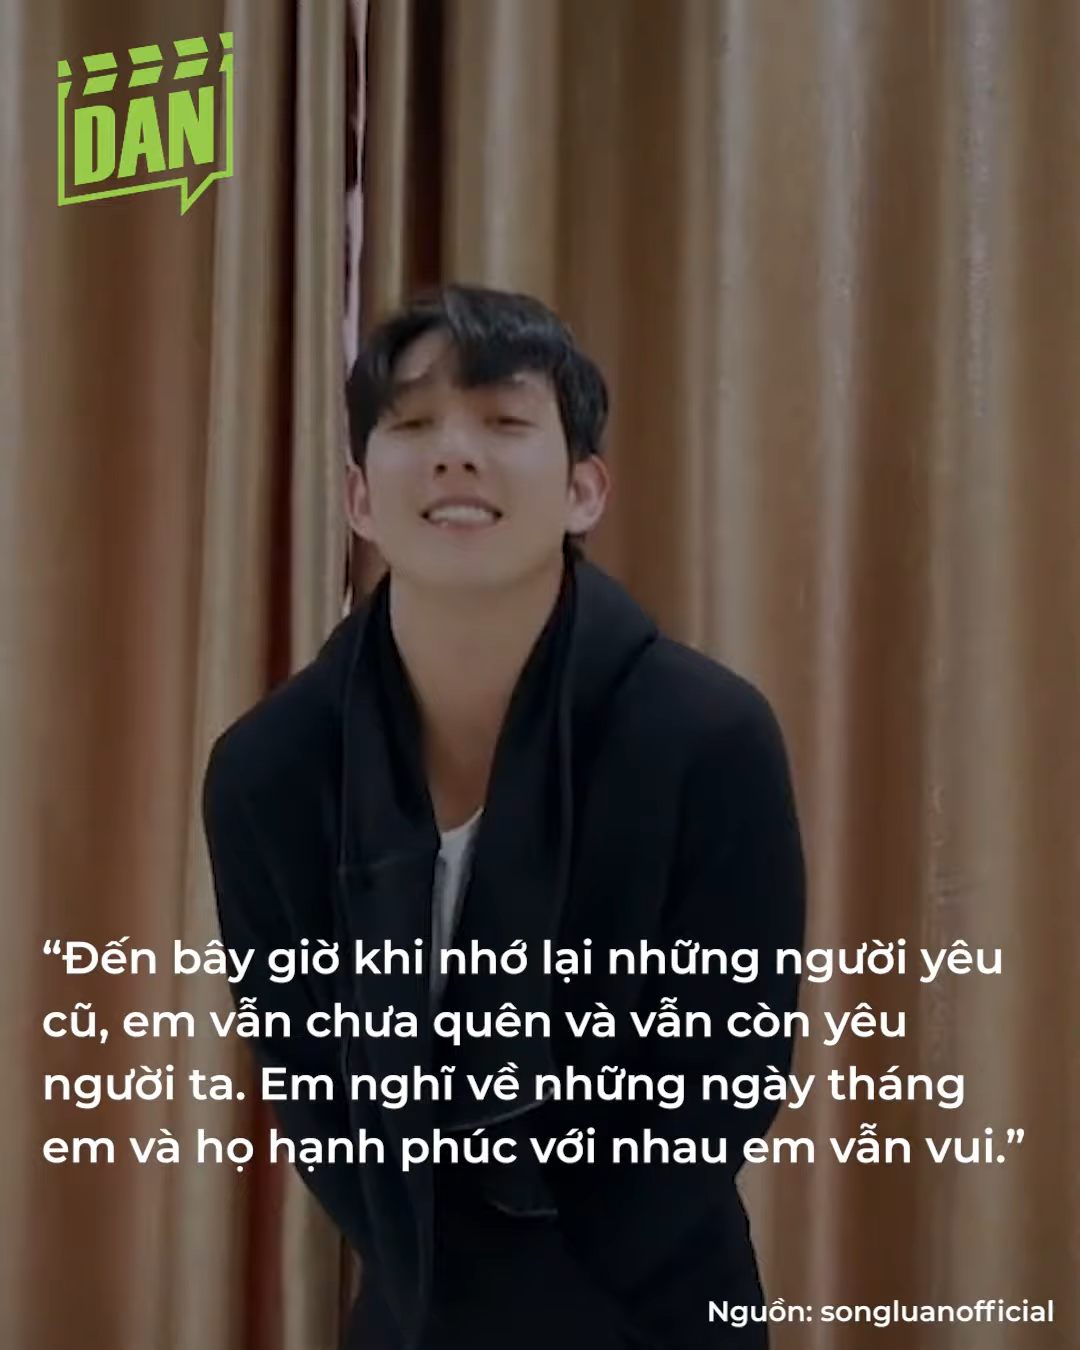 DAN
“Đến bây giờ khi nhớ lại những người yêu
cũ, em vẫn chưa quên và vẫn còn yêu
người ta. Em nghĩ về những ngày tháng
em và họ hạnh phúc với nhau em vẫn vui.”
Nguồn: songluanofficial